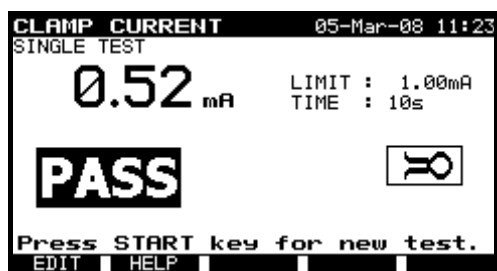 CLAMP CURRENT 05-Mar-08 11:23
SINGLE TEST
0.52 mA
LIMIT : 1.00mA
TIME : 10s
PASS
Press START key for new test.
EDIT HELP